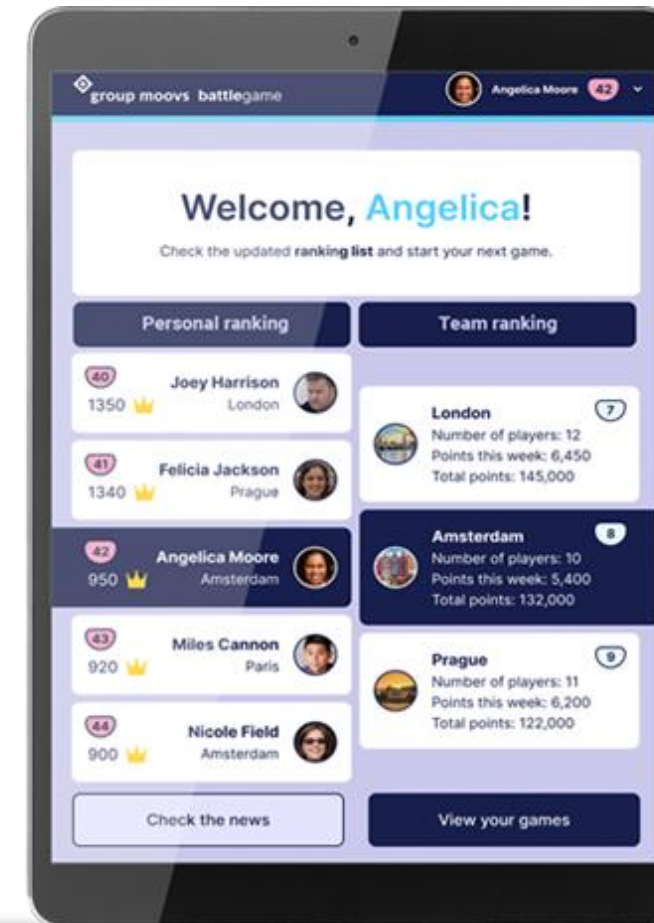 group moovs battlegame
Angelica Moore 42
Welcome, Angelica!
Check the updated ranking list and start your next game.
Personal ranking
40
Joey Harrison
1350
London
41
Felicia Jackson
1340
Prague
42
Angelica Moore
950
Amsterdam
43
Miles Cannon
920
Paris
44
Nicole Field
900
Amsterdam
Team ranking
London
7
Number of players: 12
Points this week: 6,450
Total points: 145,000
Amsterdam
8
Number of players: 10
Points this week: 5,400
Total points: 132,000
Prague
9
Number of players: 11
Points this week: 6,200
Total points: 122,000
Check the news
View your games